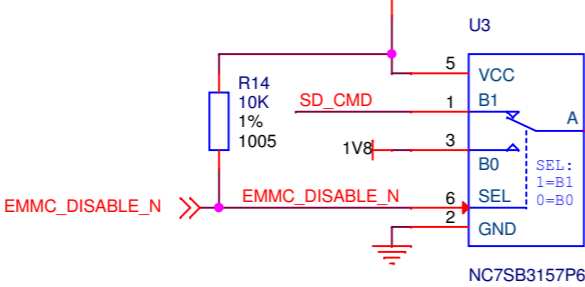 U3
R14
10K
1%
1005
5
VCC
SD_CMD
1
B1
A
1V8
3
B0
SEL:
1=B1
0=B0
EMMC_DISABLE_N
EMMC_DISABLE_N
6
SEL
2
GND
NC7SB3157P6